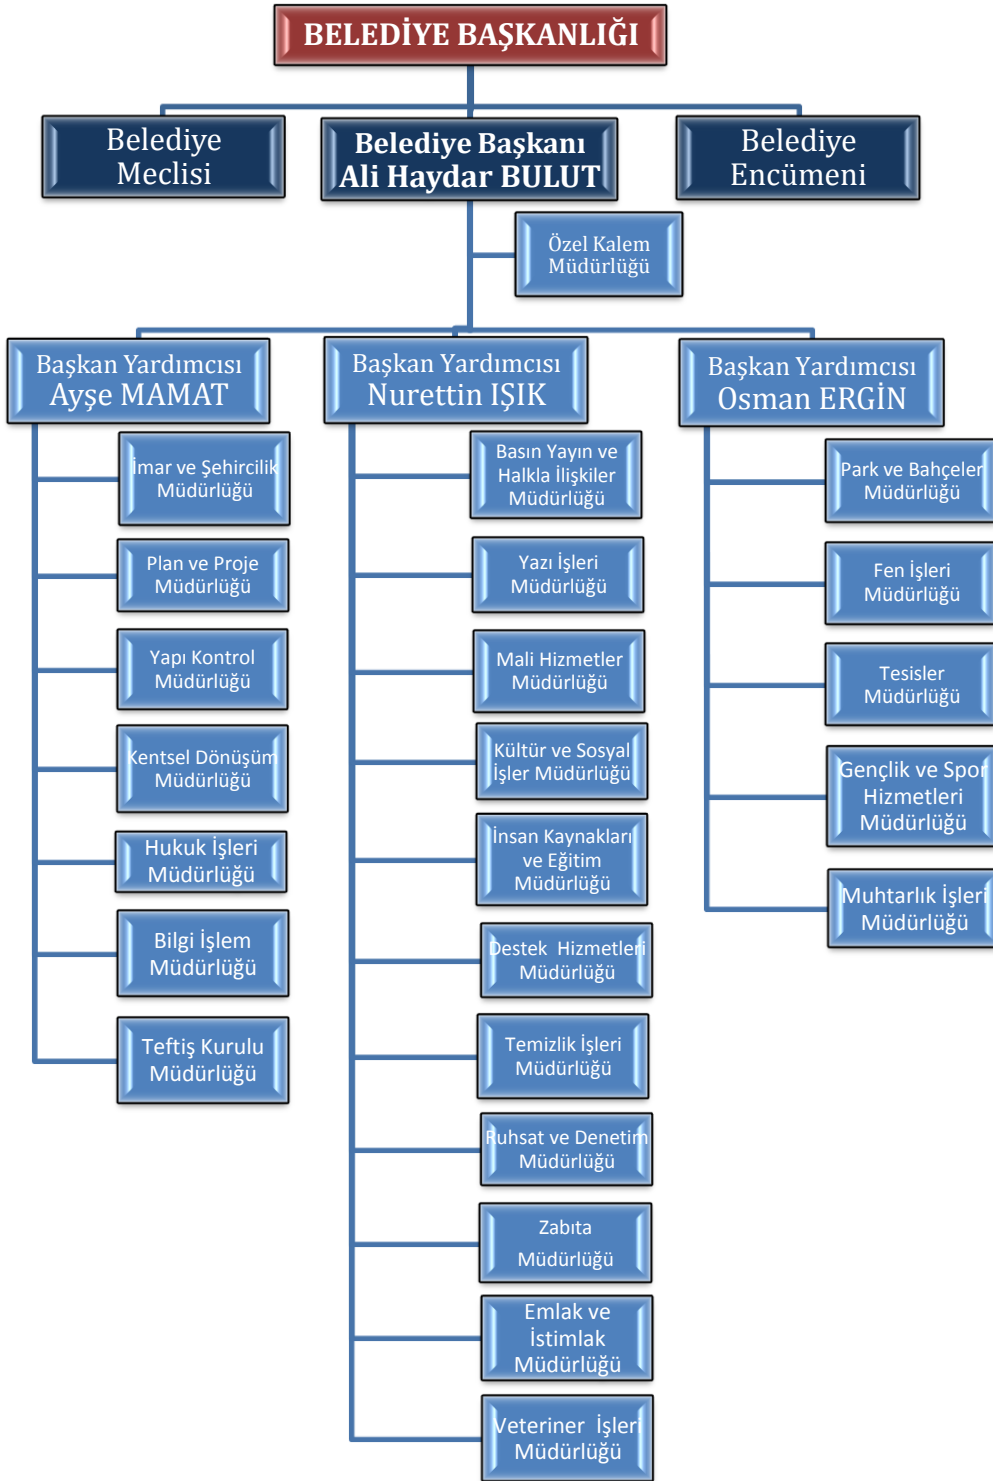 BELEDİYE BAŞKANLIĞI
Belediye
Meclisi
Belediye Başkanı
Ali Haydar BULUT
Belediye
Encümeni
Özel Kalem
Müdürlüğü
Başkan Yardımcısı
Ayşe MAMAT
İmar ve Şehircilik
Müdürlüğü
Plan ve Proje
Müdürlüğü
Yapı Kontrol
Müdürlüğü
Kentsel Dönüşüm
Müdürlüğü
Hukuk İşleri
Müdürlüğü
Bilgi İşlem
Müdürlüğü
Teftiş Kurulu
Müdürlüğü
Başkan Yardımcısı
Nurettin IŞIK
Basın Yayın ve
Halkla İlişkiler
Müdürlüğü
Yazı İşleri
Müdürlüğü
Mali Hizmetler
Müdürlüğü
Kültür ve Sosyal
İşler Müdürlüğü
İnsan Kaynakları
ve Eğitim
Müdürlüğü
Destek Hizmetleri
Müdürlüğü
Temizlik İşleri
Müdürlüğü
Ruhsat ve Denetim
Müdürlüğü
Zabıta
Müdürlüğü
Emlak ve
İstimlak
Müdürlüğü
Veteriner İşleri
Müdürlüğü
Başkan Yardımcısı
Osman ERGİN
Park ve Bahçeler
Müdürlüğü
Fen İşleri
Müdürlüğü
Tesisler
Müdürlüğü
Gençlik ve Spor
Hizmetleri
Müdürlüğü
Muhtarlık İşleri
Müdürlüğü